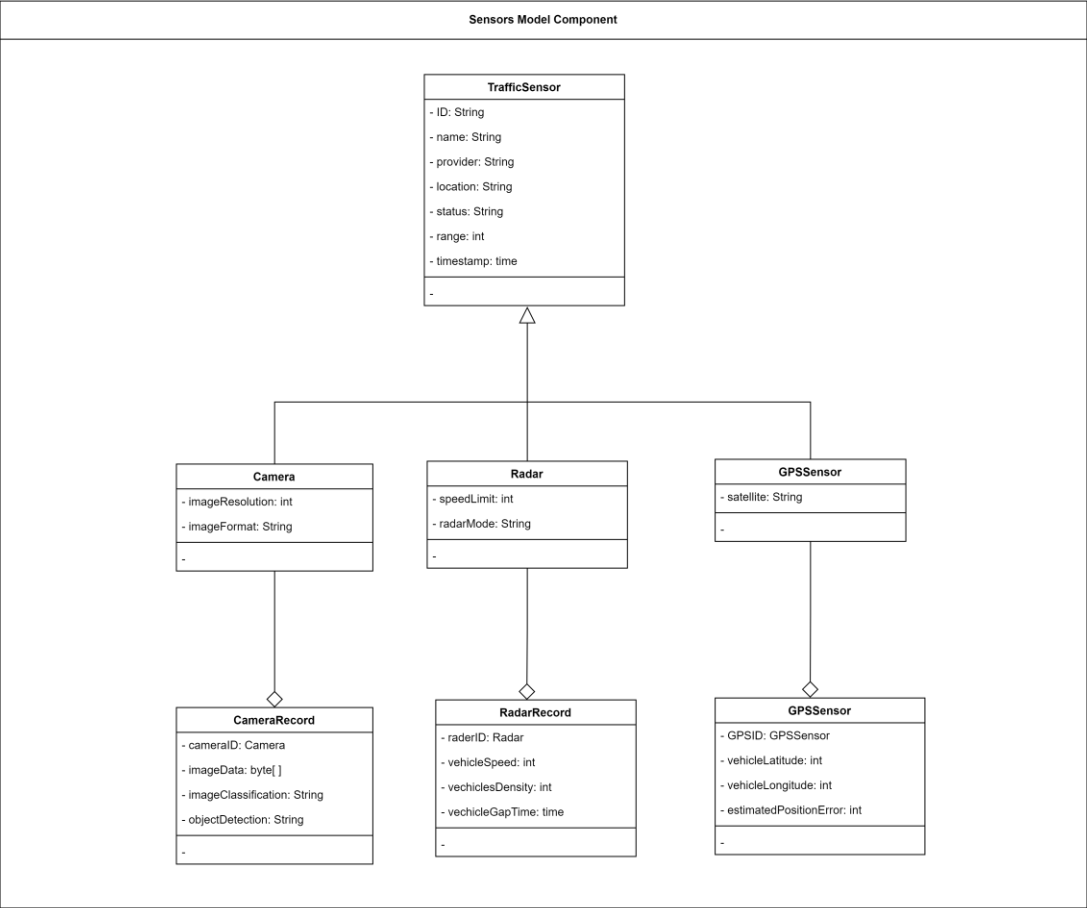 Sensors Model Component
TrafficSensor
- ID: String
- name: String
- provider: String
- location: String
- status: String
- range: int
- timestamp: time
-
Camera
- imageResolution: int
- imageFormat: String
-
Radar
- speedLimit: int
- radarMode: String
-
GPSSensor
- satellite: String
-
CameraRecord
- cameraID: Camera
- imageData: byte[ ]
- imageClassification: String
- objectDetection: String
-
RadarRecord
- raderID: Radar
- vehicleSpeed: int
- vechiclesDensity: int
- vechicleGapTime: time
-
GPSSensor
- GPSID: GPSSensor
- vehicleLatitude: int
- vehicleLongitude: int
- estimatedPositionError: int
-